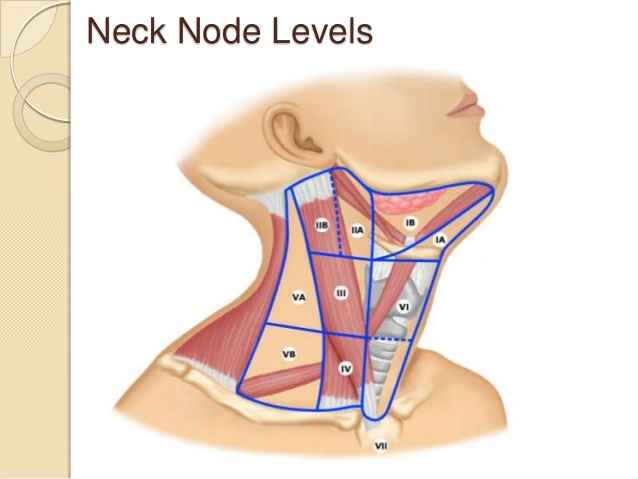 Neck Node Levels
IIB
IIA
IB
IA
VA
III
VI
VB
IV
VII